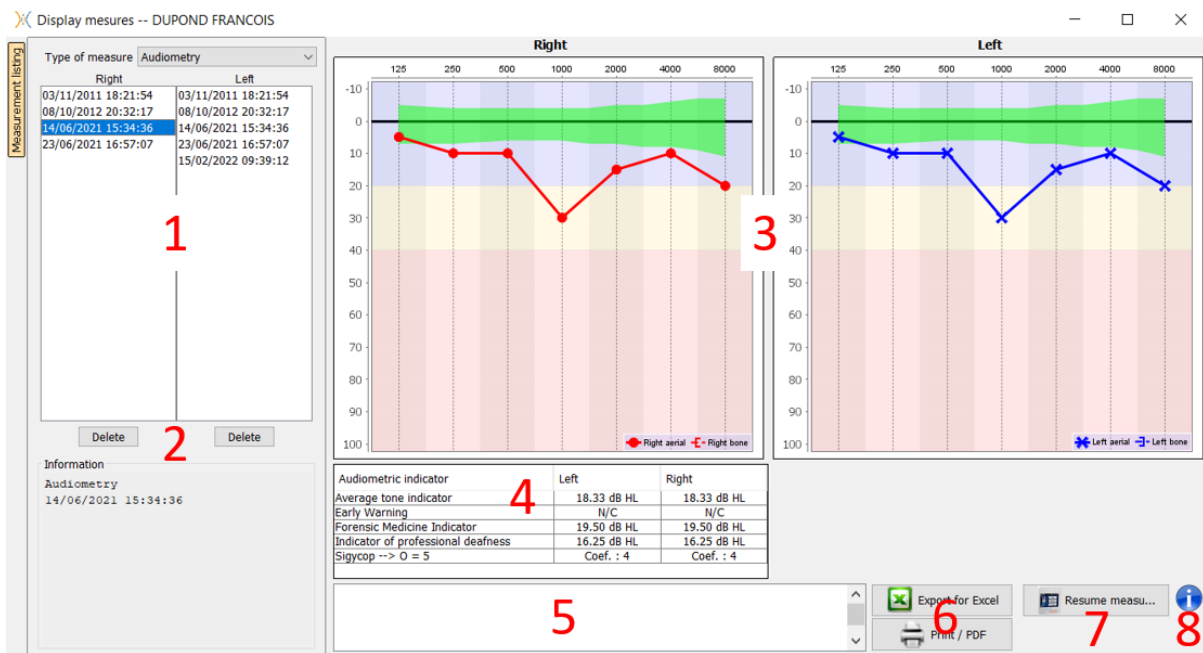 Display mesures -- DUPOND FRANCOIS
Measurement listing
Type of measure Audiometry
Right Left
03/11/2011 18:21:54 03/11/2011 18:21:54
08/10/2012 20:32:17 08/10/2012 20:32:17
14/06/2021 15:34:36 14/06/2021 15:34:36
23/06/2021 16:57:07 23/06/2021 16:57:07
15/02/2022 09:39:12
1
Delete Delete
2
Information
Audiometry
14/06/2021 15:34:36
Right
125 250 500 1000 2000 4000 8000
-10
0
10
20
30
40
50
60
70
80
90
100
Right aerial Right bone
3
Left
125 250 500 1000 2000 4000 8000
-10
0
10
20
30
40
50
60
70
80
90
100
Left aerial Left bone
Audiometric indicator Left Right
Average tone indicator 18.33 dB HL 18.33 dB HL
Early Warning N/C N/C
Forensic Medicine Indicator 19.50 dB HL 19.50 dB HL
Indicator of professional deafness 16.25 dB HL 16.25 dB HL
Sigycop --> O = 5 Coef. : 4 Coef. : 4
4
5
Export for Excel
Print / PDF
6
Resume measu...
7
8